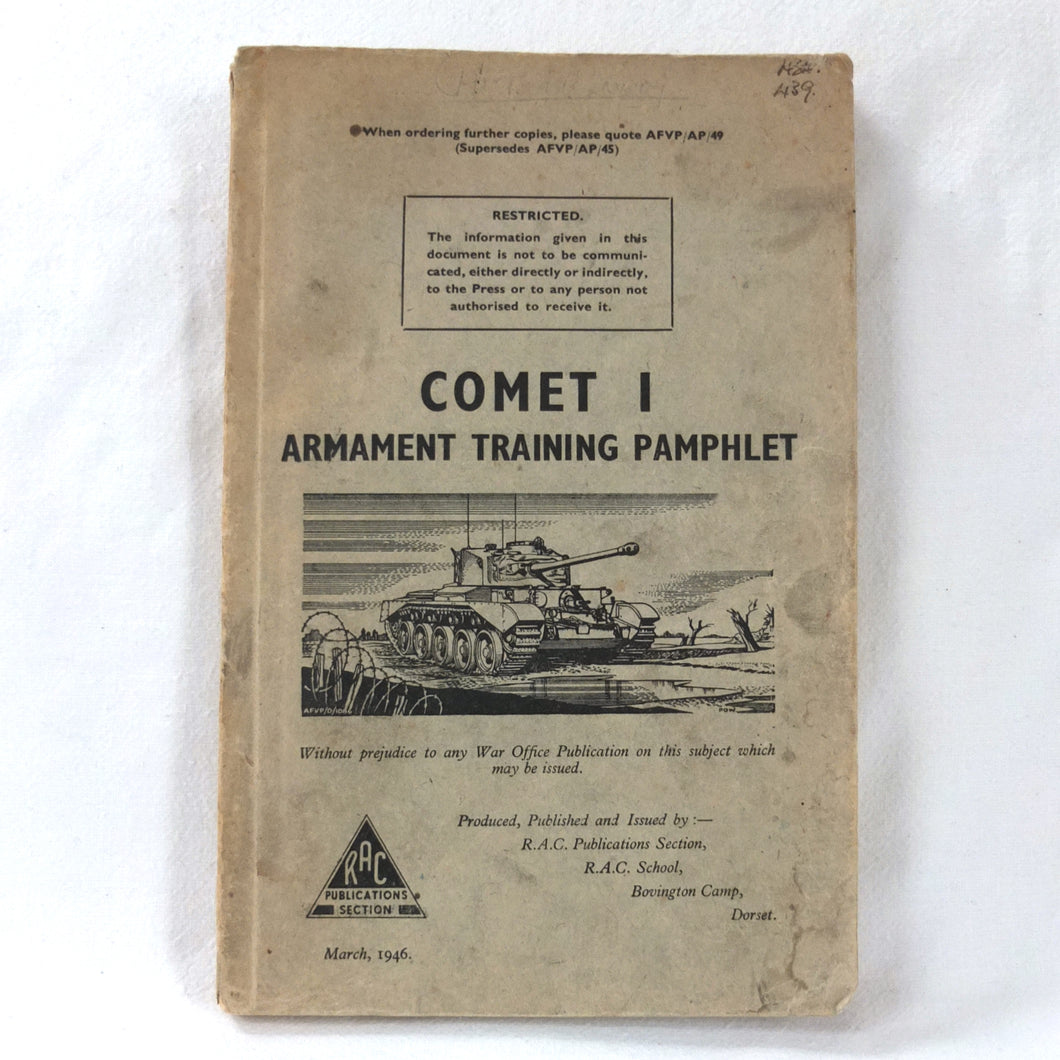 439.
When ordering further copies, please quote AFVP/AP/49
(Supersedes AFVP/AP/45)
RESTRICTED.
The information given in this
document is not to be communi-
cated, either directly or indirectly,
to the Press or to any person not
authorised to receive it.
COMET I
ARMAMENT TRAINING PAMPHLET
POW
Without prejudice to any War Office Publication on this subject which
may be issued.
Produced, Published and Issued by :—
R.A.C. Publications Section,
R.A.C. School,
Bovington Camp,
Dorset.
RAC
PUBLICATIONS
SECTION
March, 1946.